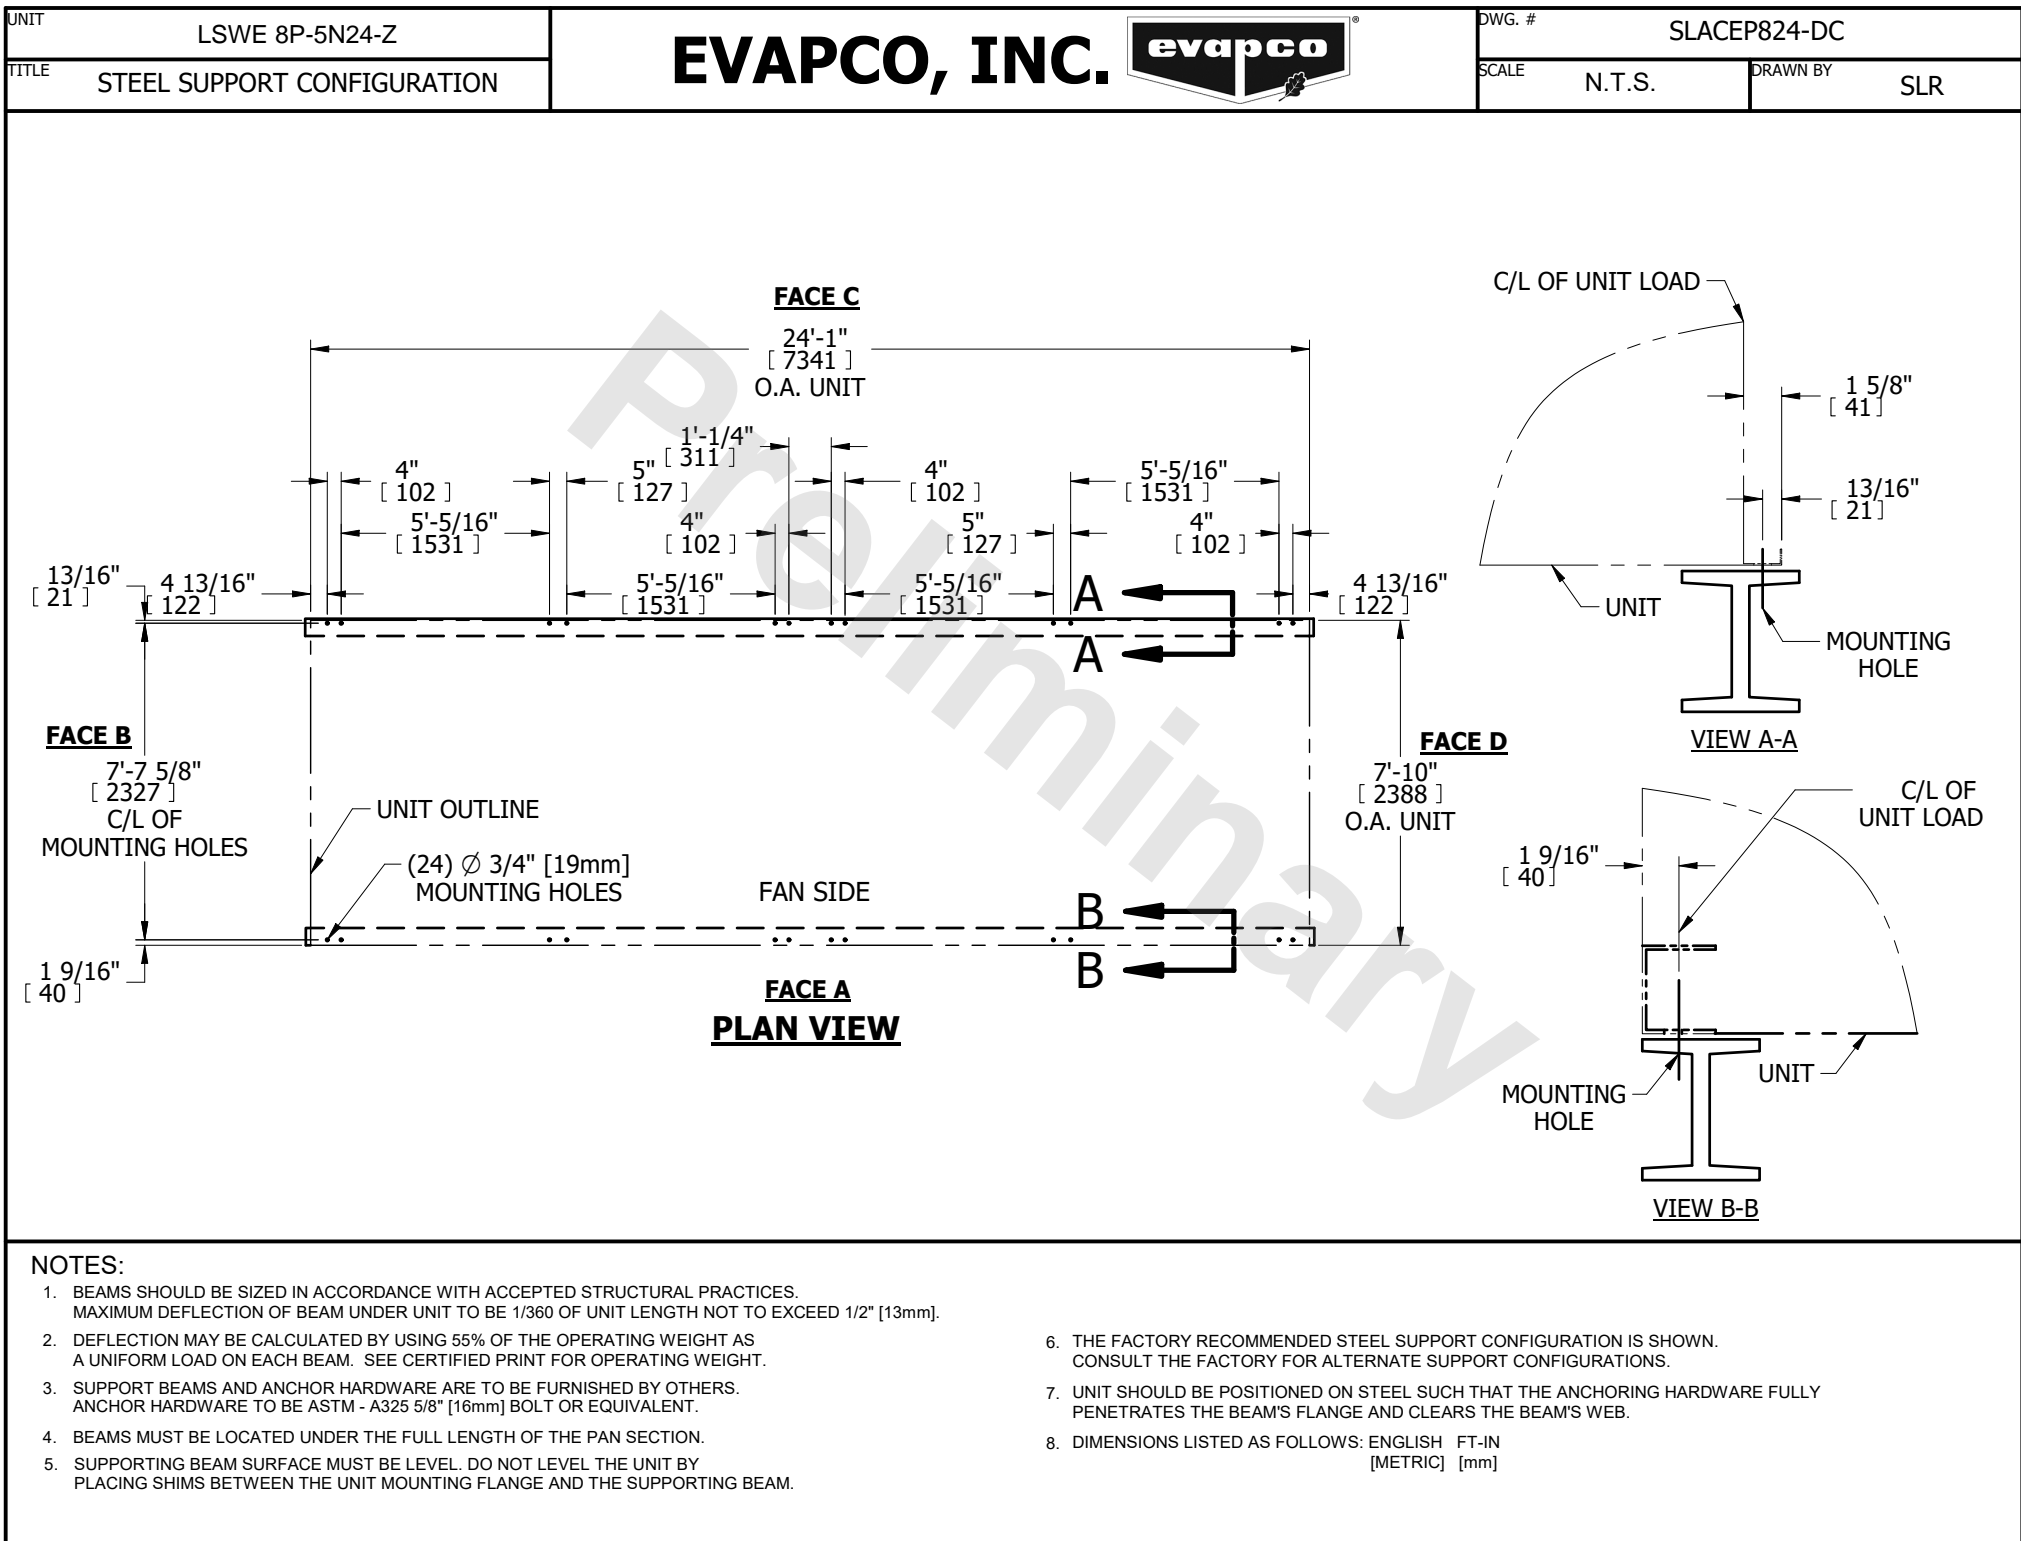 UNIT
LSWE 8P-5N24-Z
TITLE
STEEL SUPPORT CONFIGURATION
EVAPCO, INC.
evapco
®
DWG. #
SLACEP824-DC
SCALE
N.T.S.
DRAWN BY
SLR
Preliminary
FACE C
24'-1"
[ 7341 ]
O.A. UNIT
1'-1/4"
[ 311 ]
4"
[ 102 ]
5"
[ 127 ]
4"
[ 102 ]
5'-5/16"
[ 1531 ]
5'-5/16"
[ 1531 ]
4"
[ 102 ]
5"
[ 127 ]
4"
[ 102 ]
13/16"
[ 21 ]
4 13/16"
[ 122 ]
5'-5/16"
[ 1531 ]
5'-5/16"
[ 1531 ]
4 13/16"
[ 122 ]
A
A
FACE B
7'-7 5/8"
[ 2327 ]
C/L OF
MOUNTING HOLES
UNIT OUTLINE
(24) Ø 3/4" [19mm]
MOUNTING HOLES
FAN SIDE
FACE D
7'-10"
[ 2388 ]
O.A. UNIT
B
B
1 9/16"
[ 40 ]
FACE A
PLAN VIEW
C/L OF UNIT LOAD
1 5/8"
[ 41 ]
13/16"
[ 21 ]
UNIT
MOUNTING
HOLE
VIEW A-A
C/L OF
UNIT LOAD
1 9/16"
[ 40 ]
UNIT
MOUNTING
HOLE
VIEW B-B
NOTES:
1. BEAMS SHOULD BE SIZED IN ACCORDANCE WITH ACCEPTED STRUCTURAL PRACTICES.
MAXIMUM DEFLECTION OF BEAM UNDER UNIT TO BE 1/360 OF UNIT LENGTH NOT TO EXCEED 1/2" [13mm].
2. DEFLECTION MAY BE CALCULATED BY USING 55% OF THE OPERATING WEIGHT AS
A UNIFORM LOAD ON EACH BEAM. SEE CERTIFIED PRINT FOR OPERATING WEIGHT.
3. SUPPORT BEAMS AND ANCHOR HARDWARE ARE TO BE FURNISHED BY OTHERS.
ANCHOR HARDWARE TO BE ASTM - A325 5/8" [16mm] BOLT OR EQUIVALENT.
4. BEAMS MUST BE LOCATED UNDER THE FULL LENGTH OF THE PAN SECTION.
5. SUPPORTING BEAM SURFACE MUST BE LEVEL. DO NOT LEVEL THE UNIT BY
PLACING SHIMS BETWEEN THE UNIT MOUNTING FLANGE AND THE SUPPORTING BEAM.
6. THE FACTORY RECOMMENDED STEEL SUPPORT CONFIGURATION IS SHOWN.
CONSULT THE FACTORY FOR ALTERNATE SUPPORT CONFIGURATIONS.
7. UNIT SHOULD BE POSITIONED ON STEEL SUCH THAT THE ANCHORING HARDWARE FULLY
PENETRATES THE BEAM'S FLANGE AND CLEARS THE BEAM'S WEB.
8. DIMENSIONS LISTED AS FOLLOWS: ENGLISH FT-IN
[METRIC] [mm]